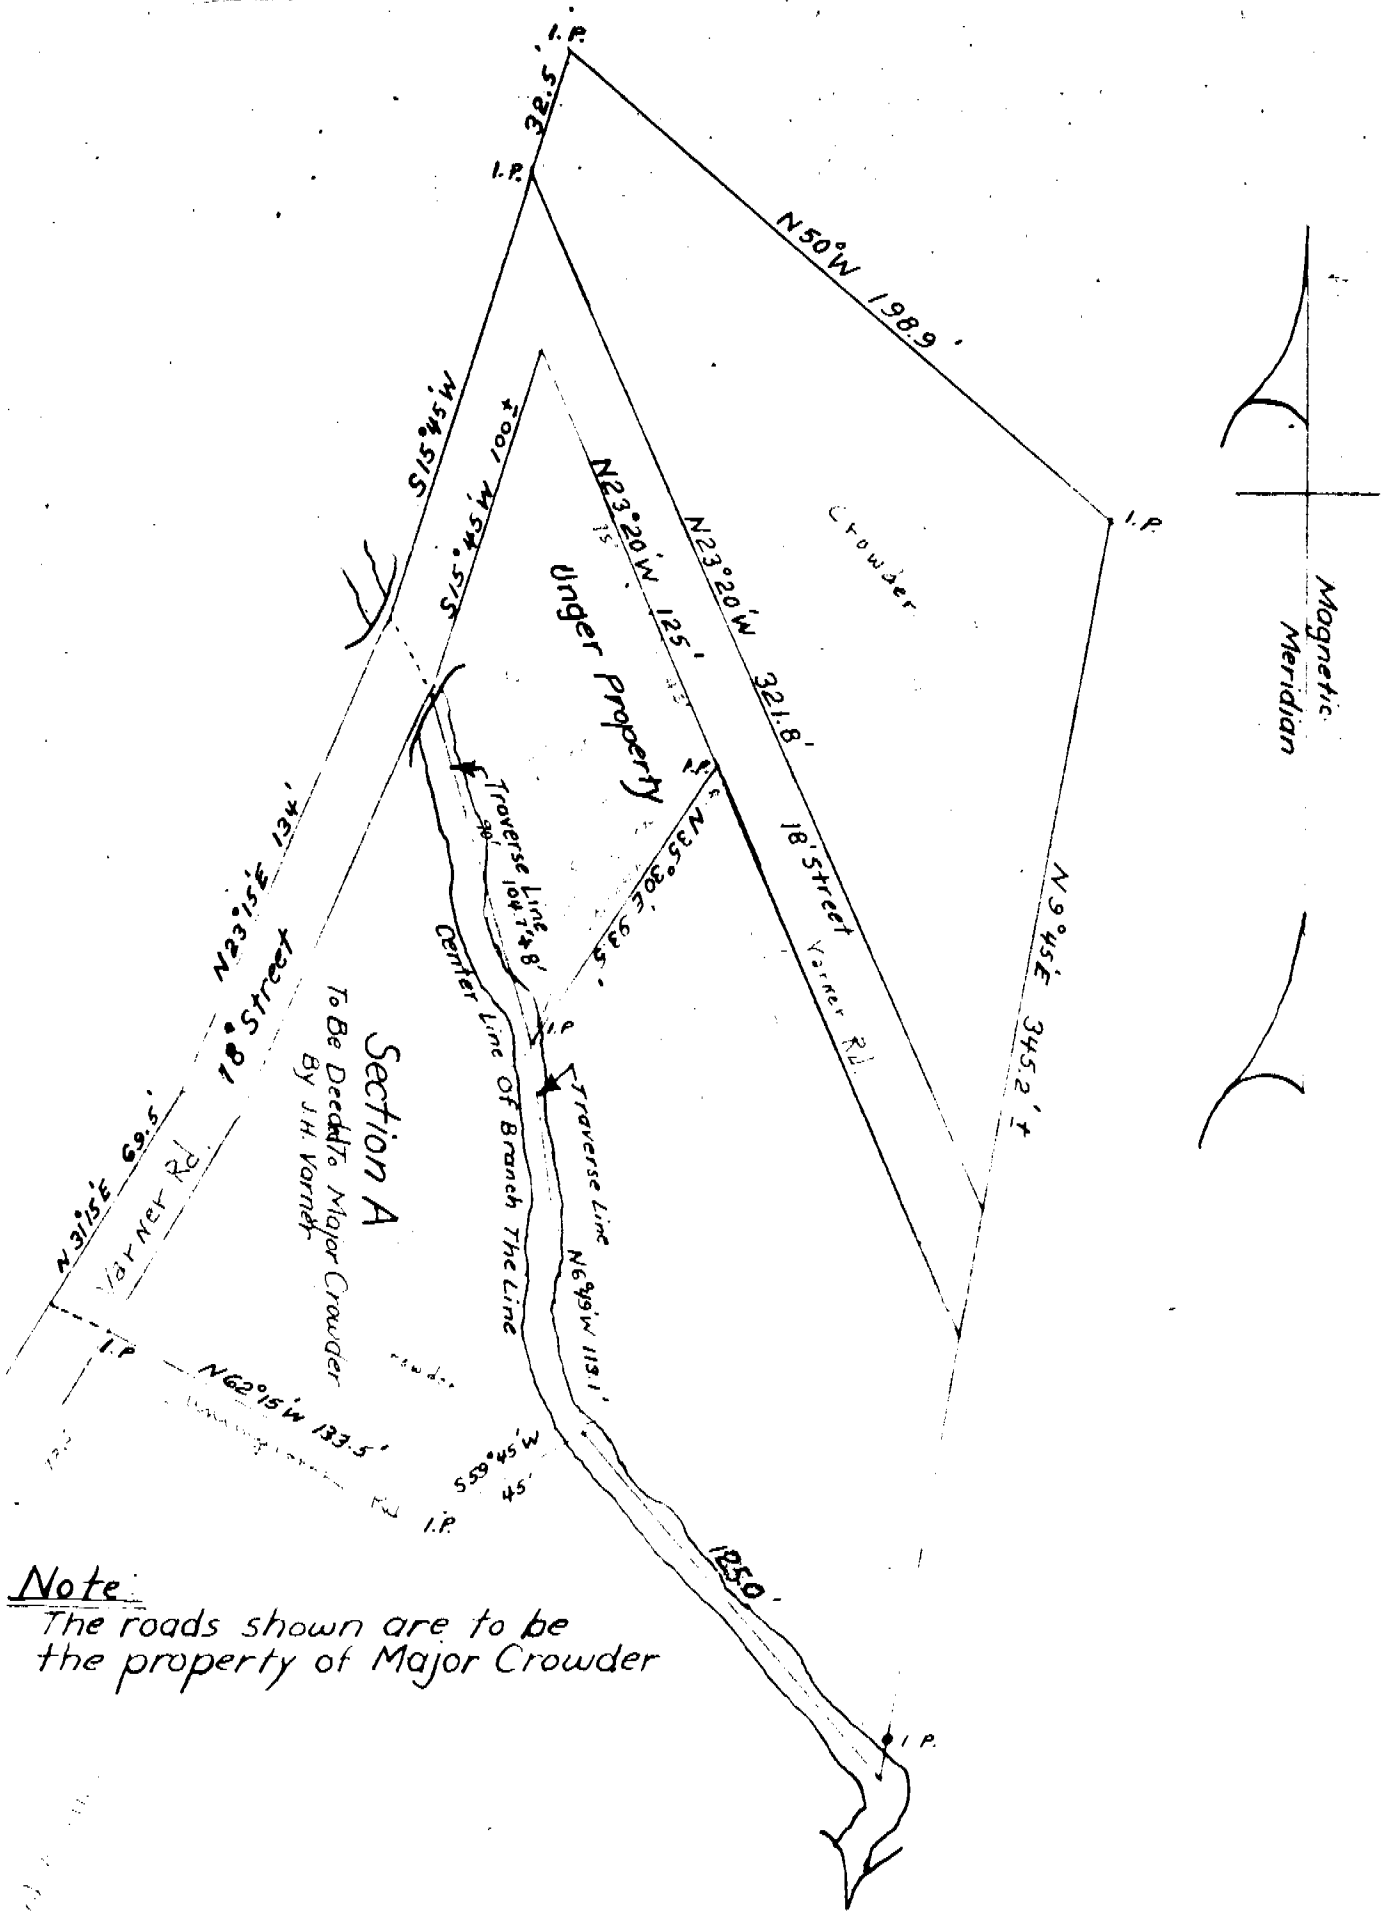 I.P.
32.5'
I.P.
N50°W 198.9'
I.P.
Magnetic
Meridian
S15°45'W
S15°45'W 100±
N23°20'W 125'
N23°20'W 321.8'
Crowder
Unger Property
18' Street
Varner Rd.
N9°45'E 345.2'±
I.P.
N35°30'E 93.5'
Traverse Line
104.7'± 8'
90'
I.P
Center Line Of Branch The Line
Traverse Line
N6°49'W 113.1'
N23°15'E 134'
18' Street
Section A
To Be Deeded To Major Crowder
By J.H. Varner
N31°15'E 69.5'
Varner Rd.
I.P
N62°15'W 133.5'
Rd
I.P.
S59°45'W
45'
125.0'
I P.
Note:
The roads shown are to be
the property of Major Crowder